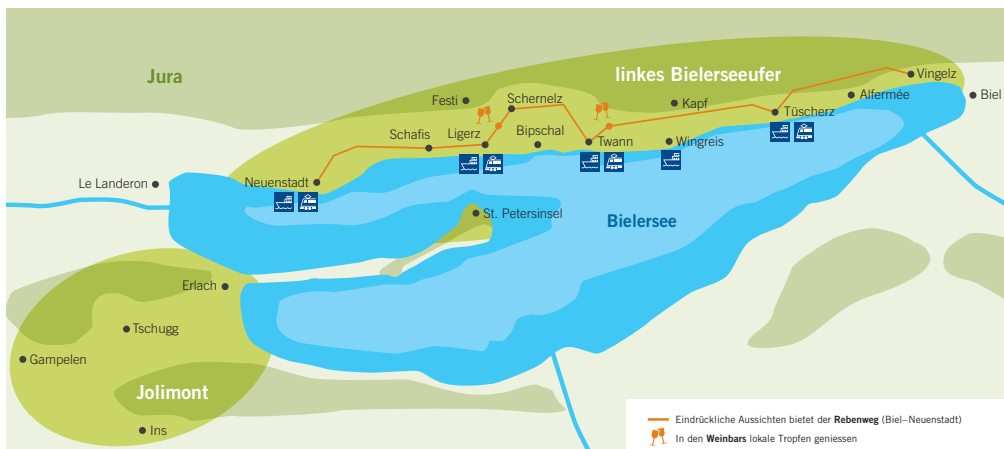 Jura
linkes Bielerseeufer
Vingelz
Biel
Alfermée
Festi
Schernelz
Kapf
Tüscherz
Schafis
Ligerz
Bipschal
Twann
Wingreis
Le Landeron
Neuenstadt
St. Petersinsel
Bielersee
Erlach
Tschugg
Gampelen
Jolimont
Ins
Eindrückliche Aussichten bietet der Rebenweg (Biel–Neuenstadt)
In den Weinbars lokale Tropfen geniessen